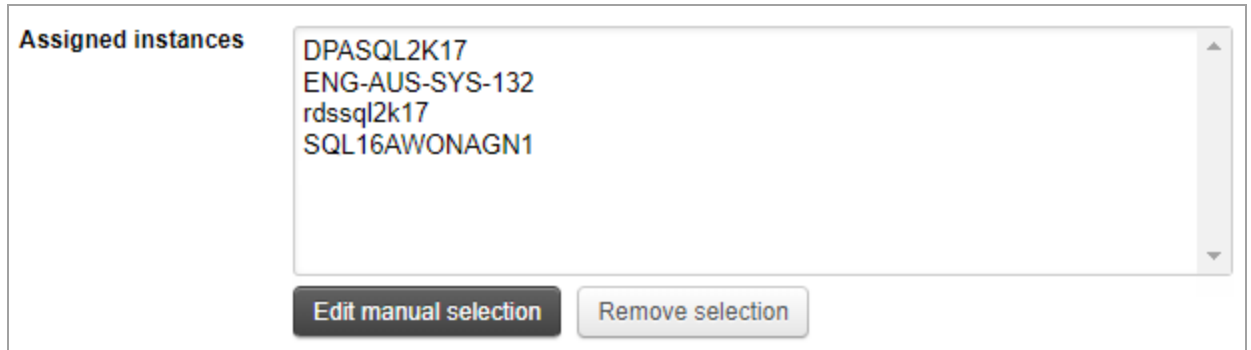 Assigned instances
DPASQL2K17
ENG-AUS-SYS-132
rdssql2k17
SQL16AWONAGN1
Edit manual selection
Remove selection